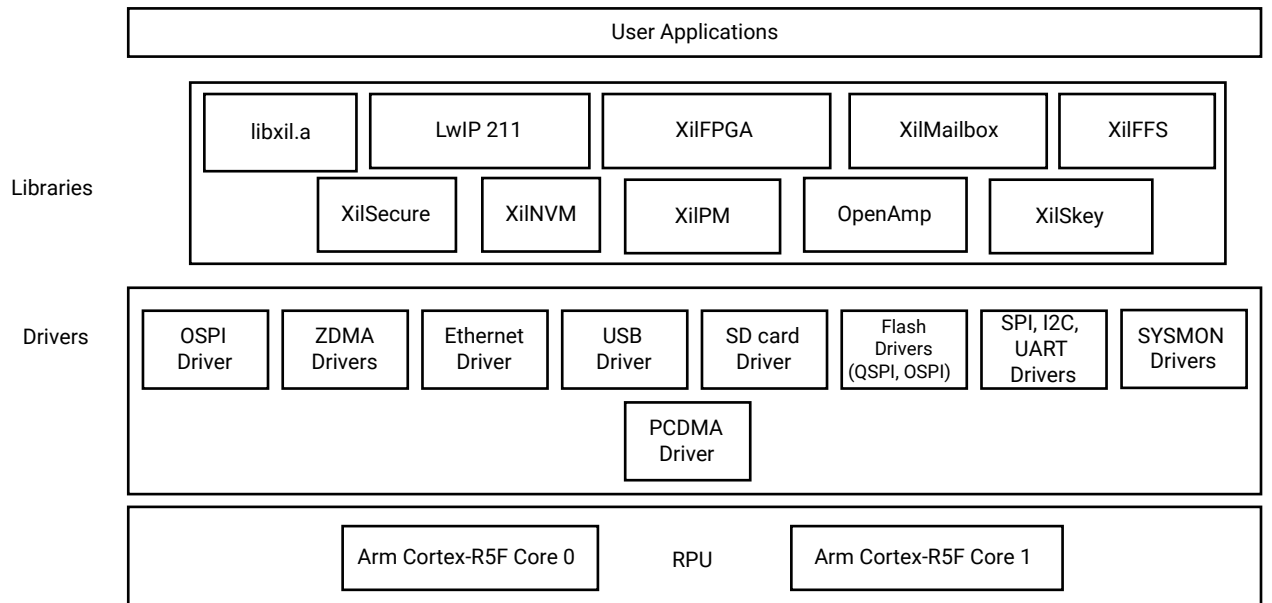 User Applications
libxil.a
LwIP 211
XilFPGA
XilMailbox
XilFFS
Libraries
XilSecure
XilNVM
XilPM
OpenAmp
XilSkey
Drivers
OSPI
Driver
ZDMA
Drivers
Ethernet
Driver
USB
Driver
SD card
Driver
Flash
Drivers
(QSPI, OSPI)
SPI, I2C,
UART
Drivers
SYSMON
Drivers
PCDMA
Driver
Arm Cortex-R5F Core 0
RPU
Arm Cortex-R5F Core 1